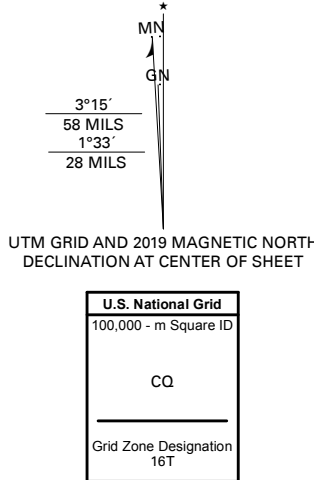 ★
MN
GN
3°15´
58 MILS
1°33´
28 MILS
UTM GRID AND 2019 MAGNETIC NORTH
DECLINATION AT CENTER OF SHEET
U.S. National Grid
100,000 - m Square ID
CQ
Grid Zone Designation
16T